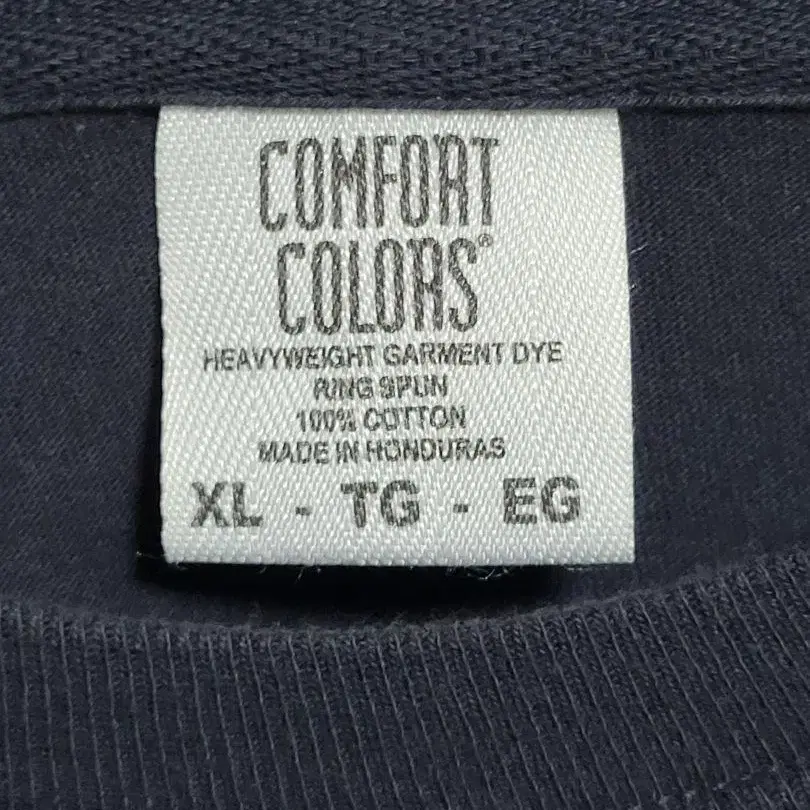 COMFORT
COLORS®
HEAVYWEIGHT GARMENT DYE
RING SPUN
100% COTTON
MADE IN HONDURAS
XL - TG - EG